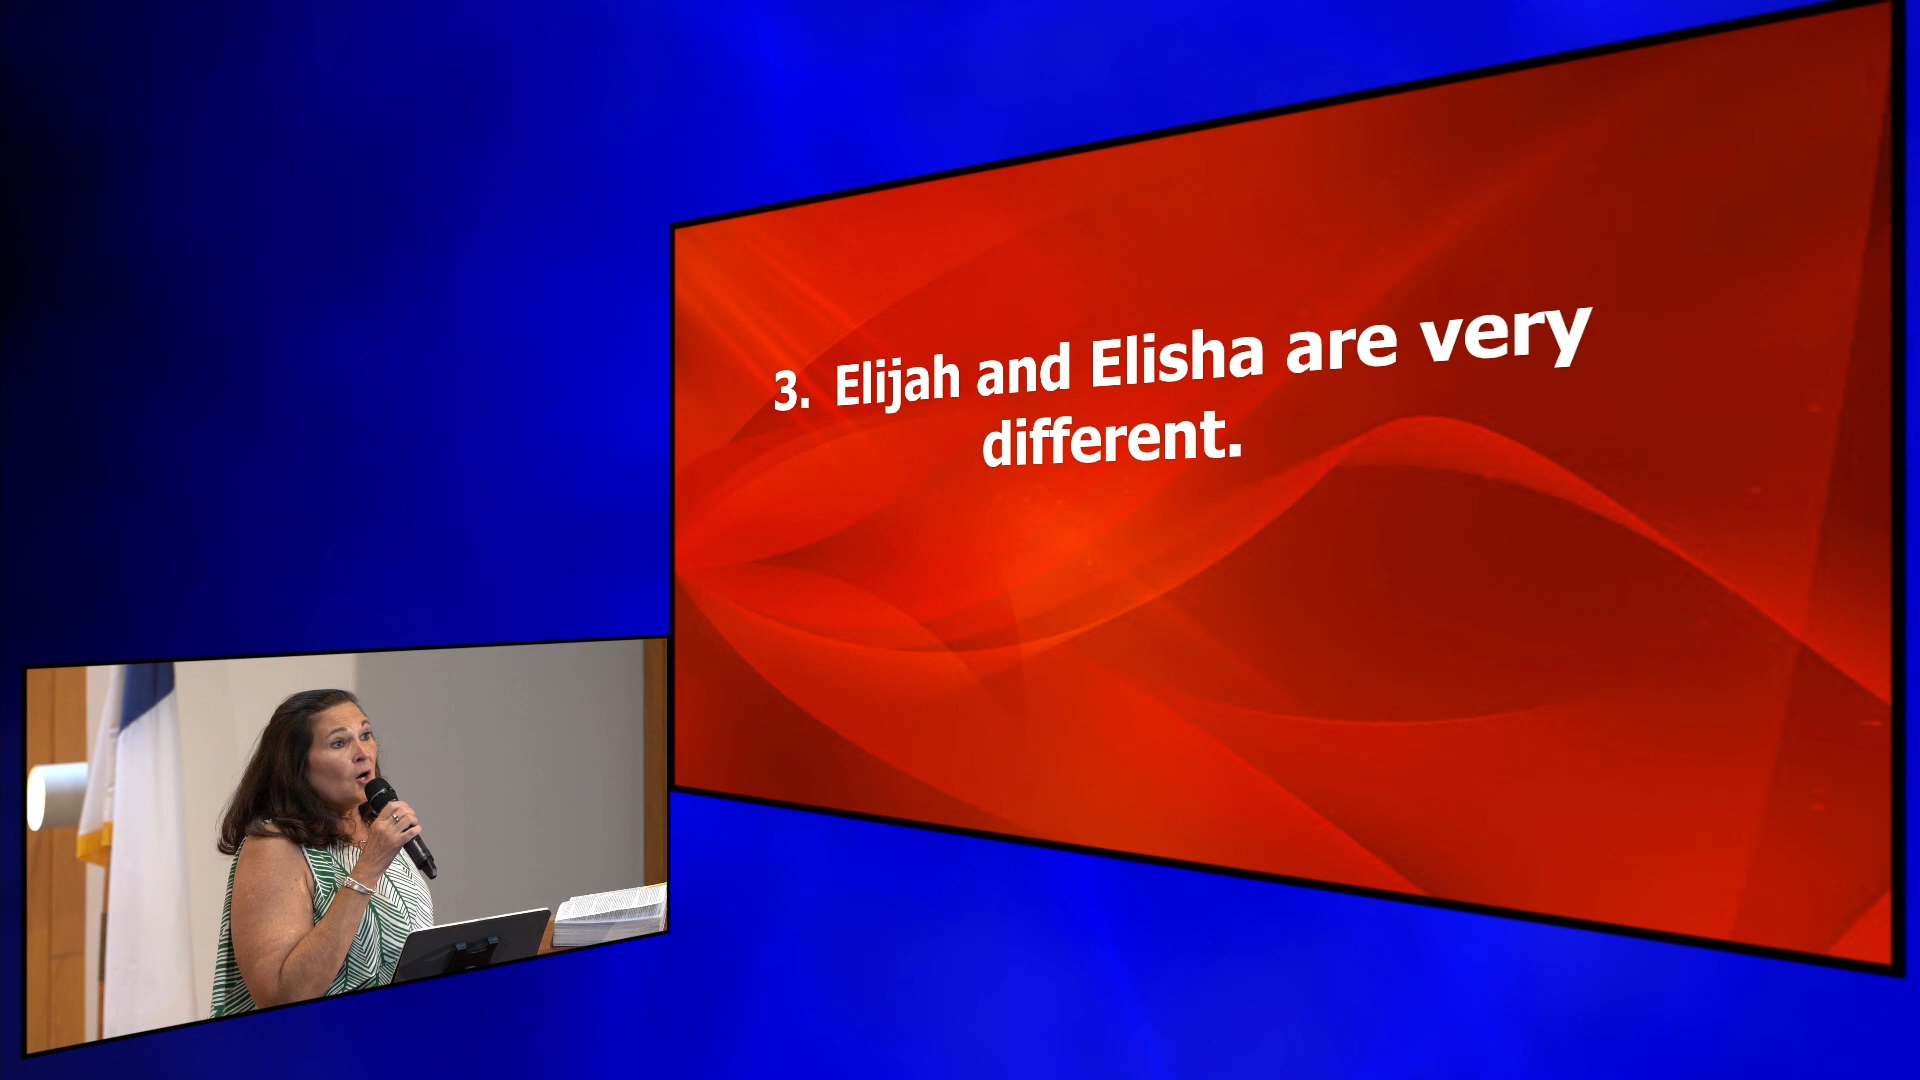 3. Elijah and Elisha are very
different.